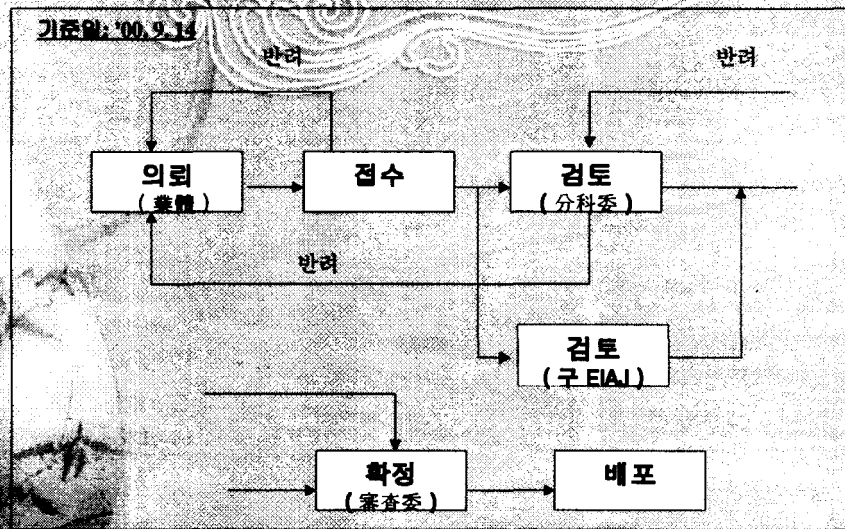 기준일: '00. 9. 14
반려
반려
의뢰
( 業體 )
접수
검토
( 分科委 )
반려
검토
( 구 EIAJ )
확정
( 審査委 )
배포